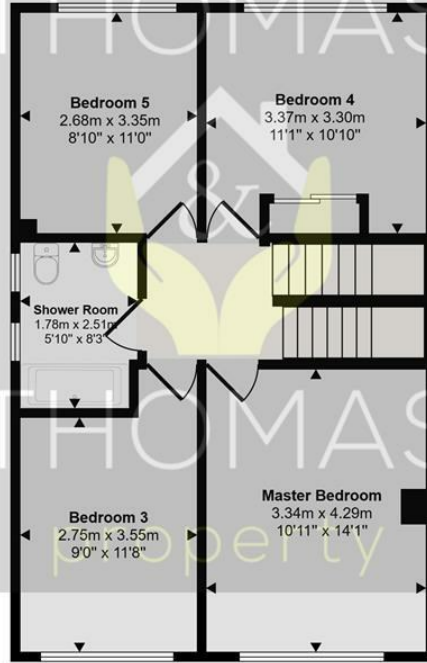 THOMAS
Bedroom 5
2.68m x 3.35m
8'10" x 11'0"
Bedroom 4
3.37m x 3.30m
11'1" x 10'10"
&
Shower Room
1.78m x 2.51m
5'10" x 8'3"
THOMAS
Bedroom 3
2.75m x 3.55m
9'0" x 11'8"
Master Bedroom
3.34m x 4.29m
10'11" x 14'1"
property